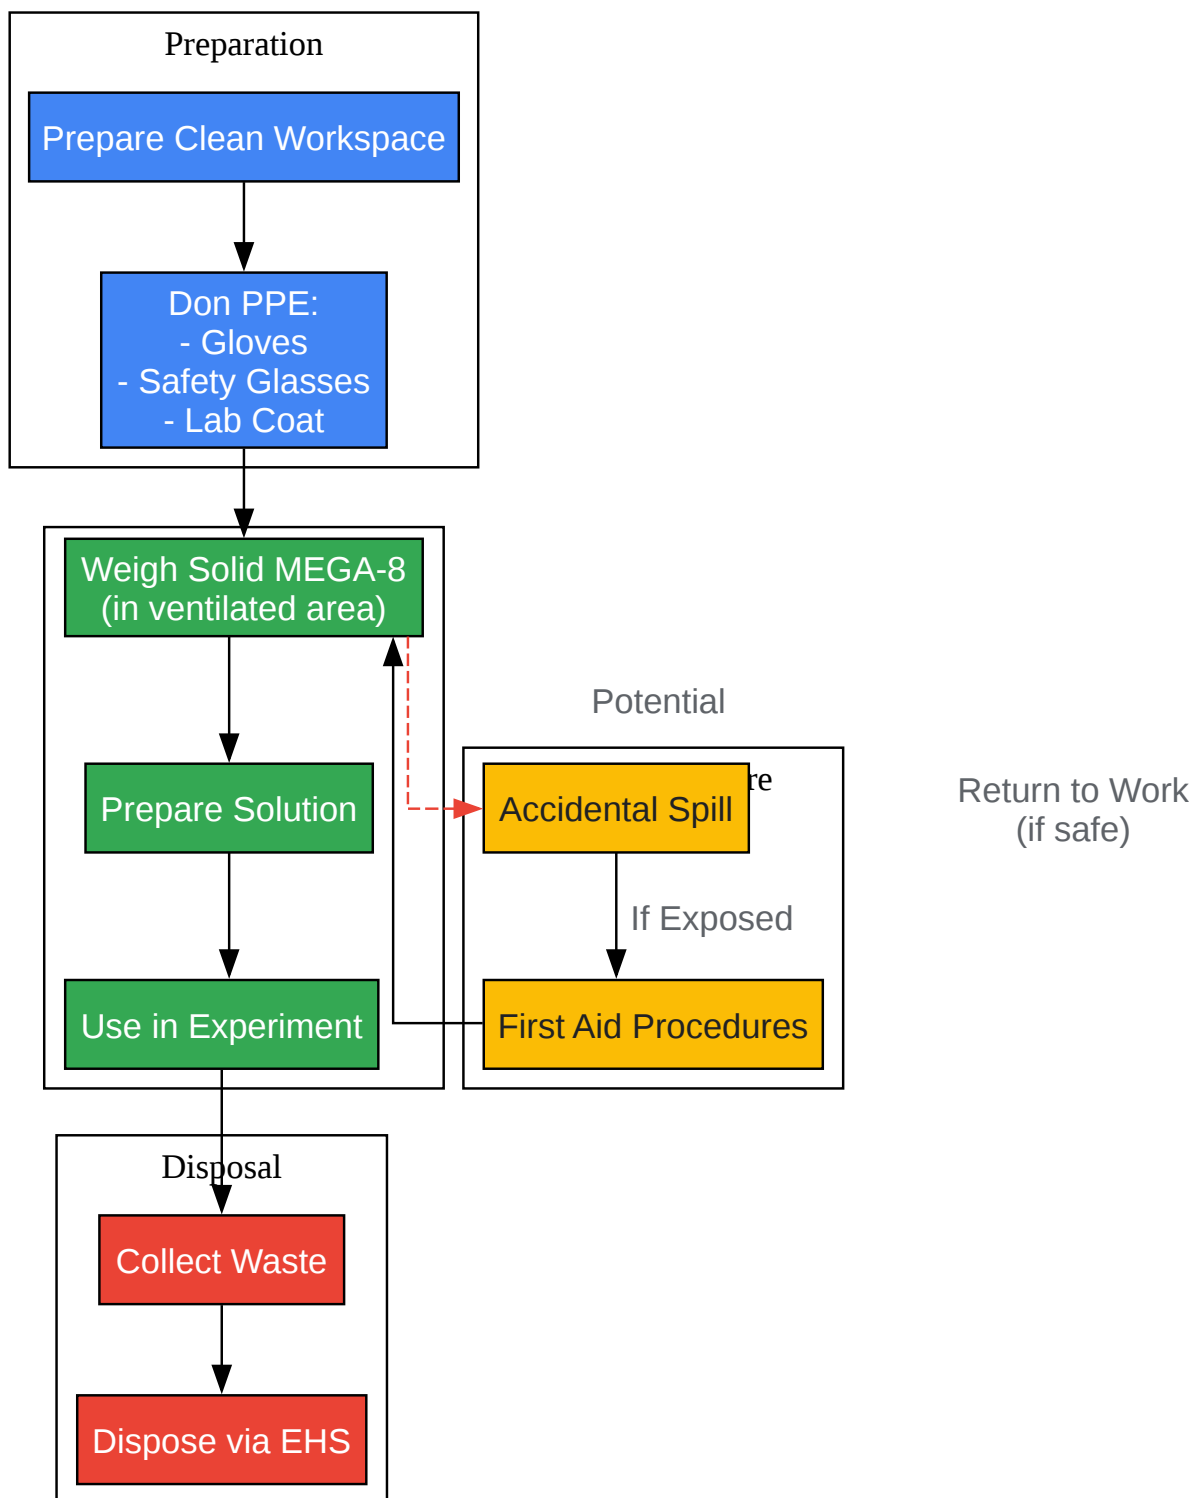 Preparation
Prepare Clean Workspace
Don PPE:
- Gloves
- Safety Glasses
- Lab Coat
Weigh Solid MEGA-8
(in ventilated area)
Potential
Prepare Solution
Accidental Spill
Return to Work
(if safe)
If Exposed
Use in Experiment
First Aid Procedures
Disposal
Collect Waste
Dispose via EHS